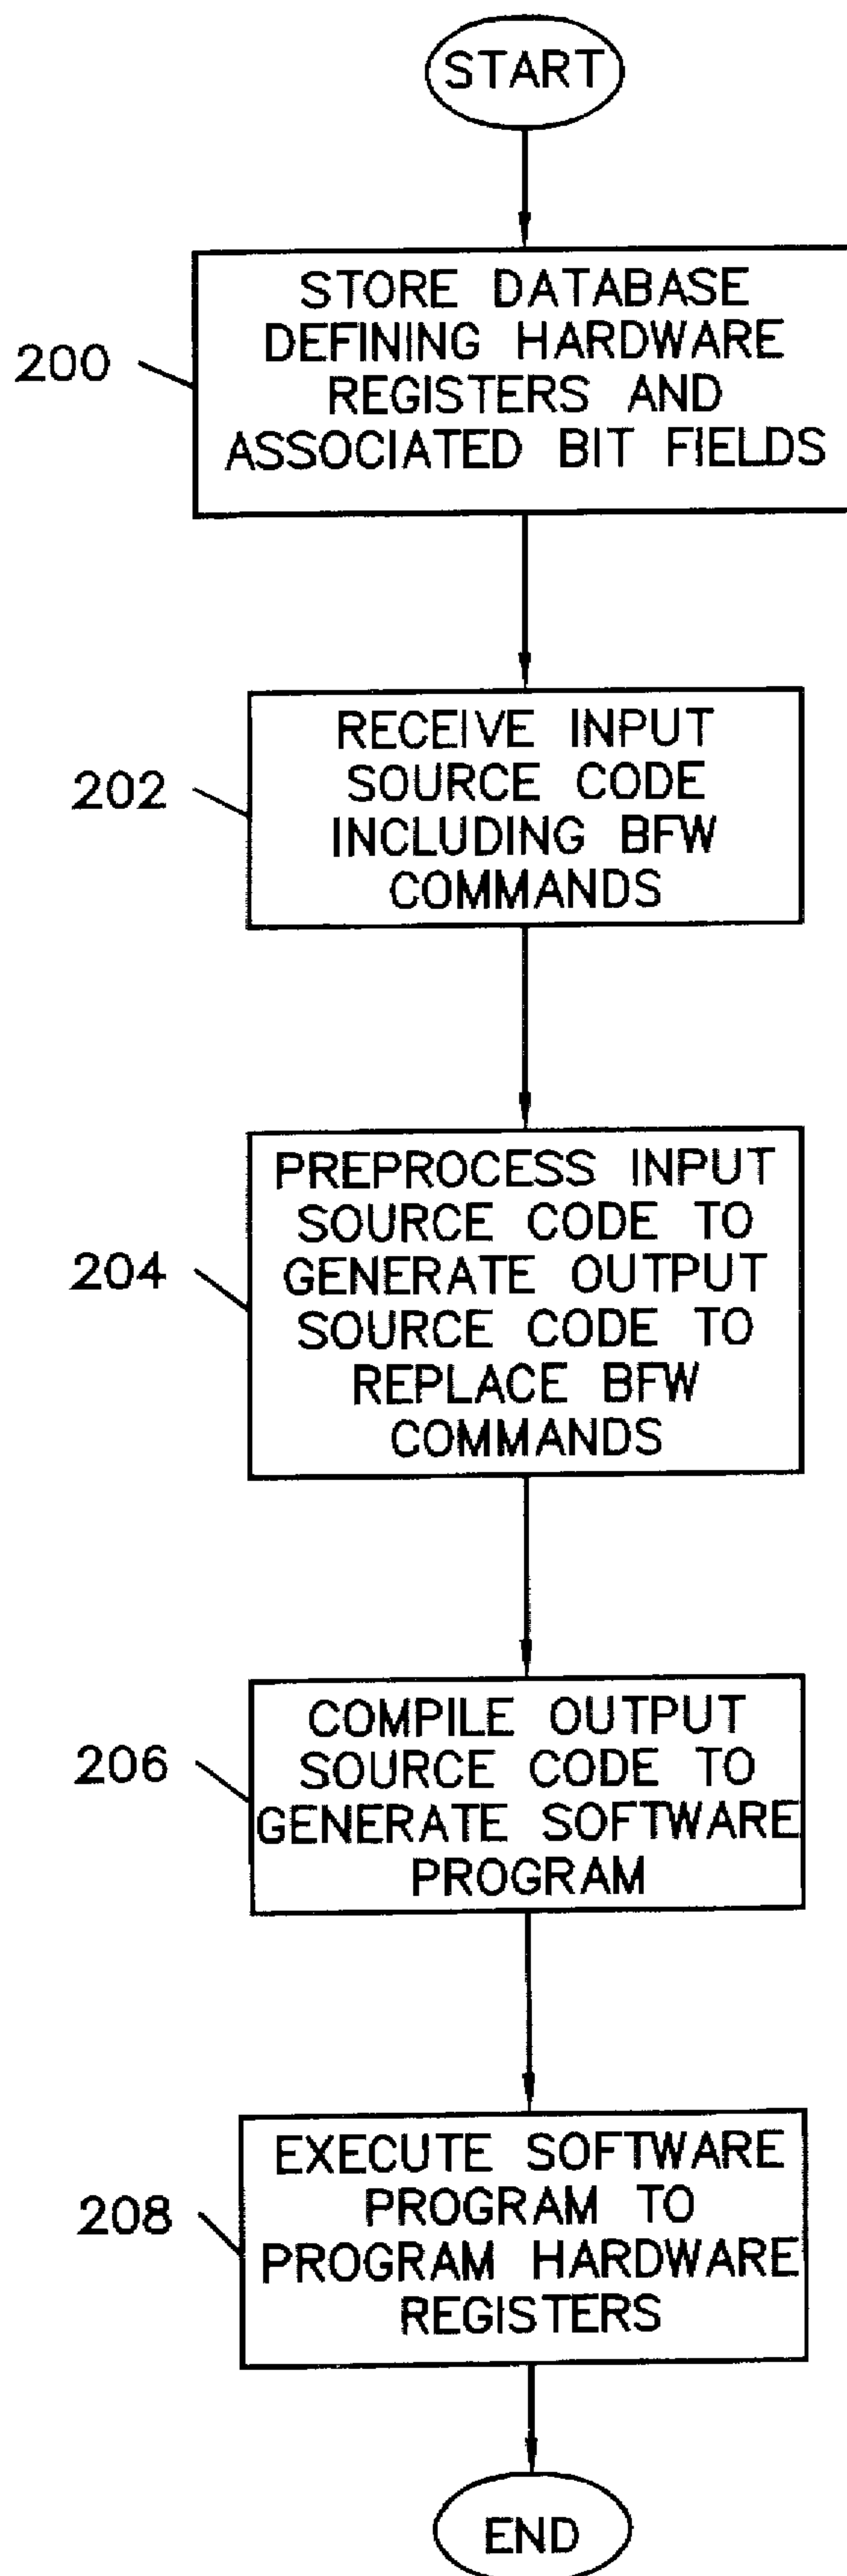 START
200
STORE DATABASE
DEFINING HARDWARE
REGISTERS AND
ASSOCIATED BIT FIELDS
202
RECEIVE INPUT
SOURCE CODE
INCLUDING BFW
COMMANDS
204
PREPROCESS INPUT
SOURCE CODE TO
GENERATE OUTPUT
SOURCE CODE TO
REPLACE BFW
COMMANDS
206
COMPILE OUTPUT
SOURCE CODE TO
GENERATE SOFTWARE
PROGRAM
208
EXECUTE SOFTWARE
PROGRAM TO
PROGRAM HARDWARE
REGISTERS
END